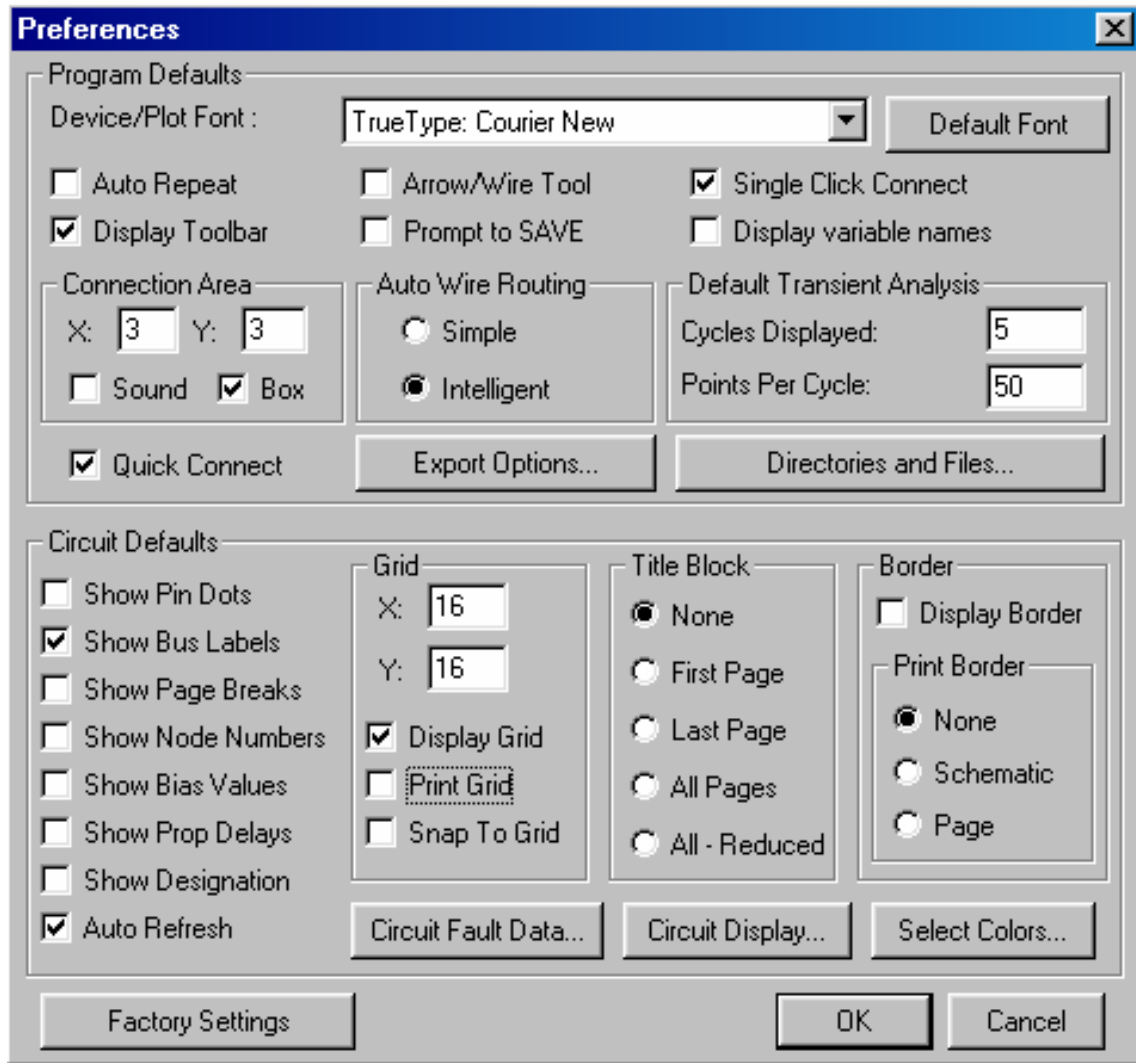 Preferences
Program Defaults
Device/Plot Font :
TrueType: Courier New
Default Font
Auto Repeat
Arrow/Wire Tool
Single Click Connect
Display Toolbar
Prompt to SAVE
Display variable names
Connection Area
X: 3 Y: 3
Sound
Box
Auto Wire Routing
Simple
Intelligent
Default Transient Analysis
Cycles Displayed: 5
Points Per Cycle: 50
Quick Connect
Export Options...
Directories and Files...
Circuit Defaults
Show Pin Dots
Show Bus Labels
Show Page Breaks
Show Node Numbers
Show Bias Values
Show Prop Delays
Show Designation
Auto Refresh
Grid
X: 16
Y: 16
Display Grid
Print Grid
Snap To Grid
Title Block
None
First Page
Last Page
All Pages
All - Reduced
Border
Display Border
Print Border
None
Schematic
Page
Circuit Fault Data...
Circuit Display...
Select Colors...
Factory Settings
OK
Cancel